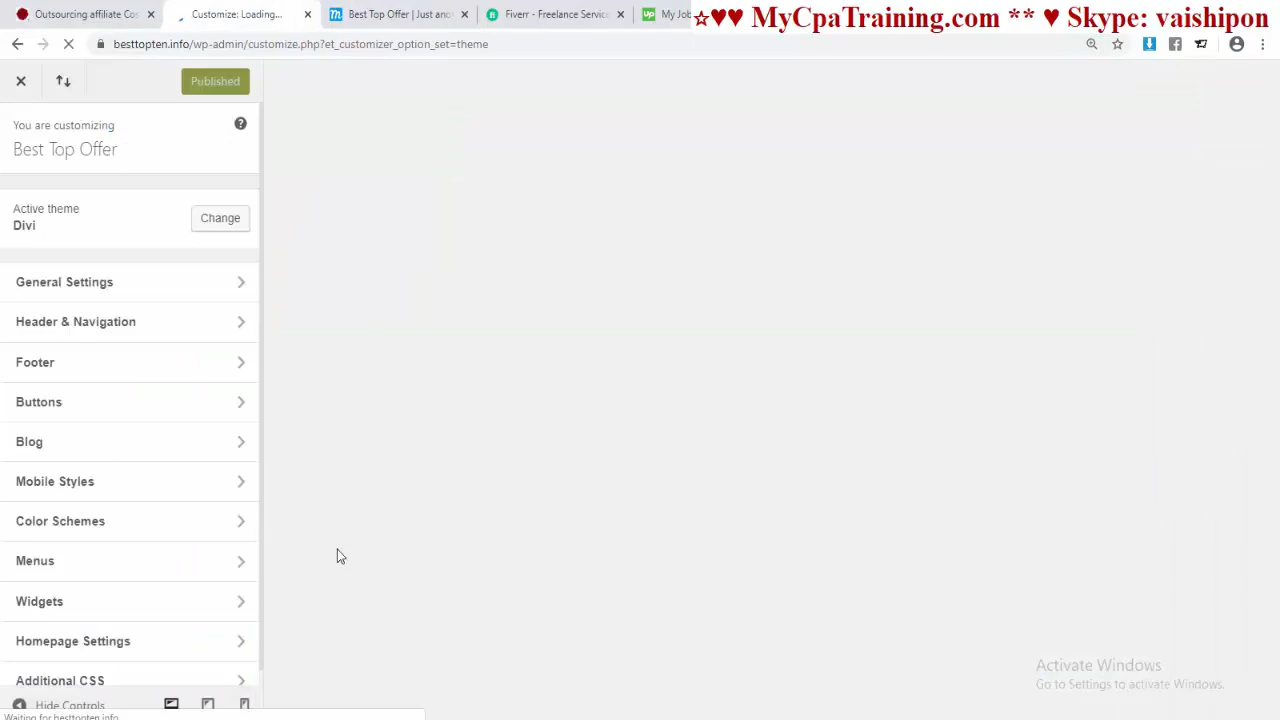 Outsourcing affiliate Cos
Customize: Loading...
Best Top Offer | Just anot
Fiverr - Freelance Service
My Job
☆♥♥ MyCpaTraining.com ** ♥ Skype: vaishipon
besttopten.info/wp-admin/customize.php?et_customizer_option_set=theme
Published
You are customizing
Best Top Offer
Active theme
Divi
Change
General Settings
Header & Navigation
Footer
Buttons
Blog
Mobile Styles
Color Schemes
Menus
Widgets
Homepage Settings
Additional CSS
Hide Controls
Waiting for besttopten.info
Activate Windows
Go to Settings to activate Windows.